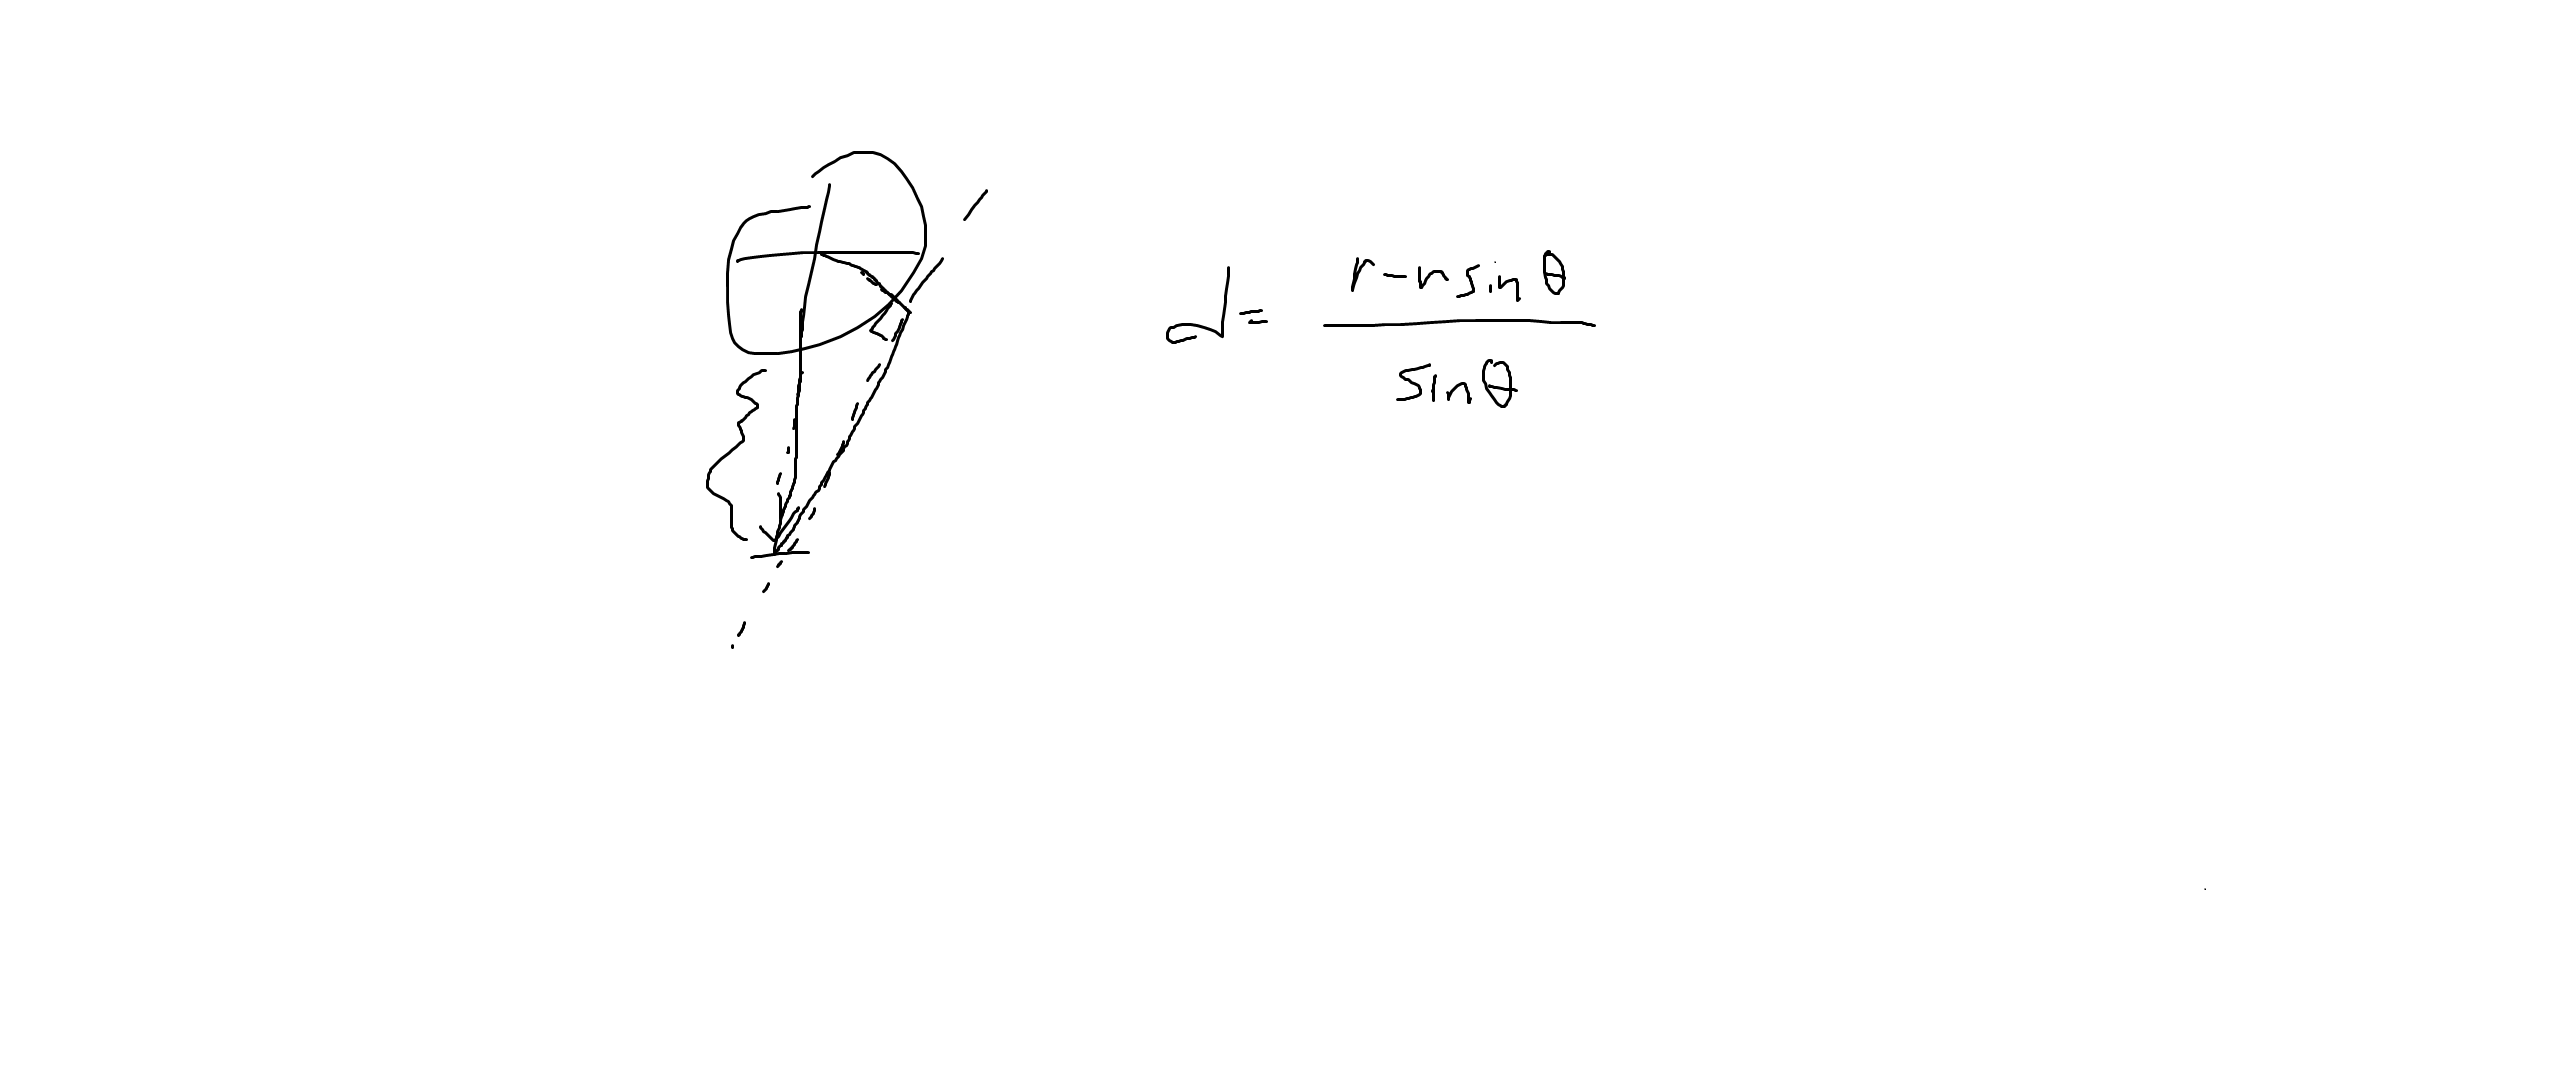 d = (r - r sin θ) / (sin θ)